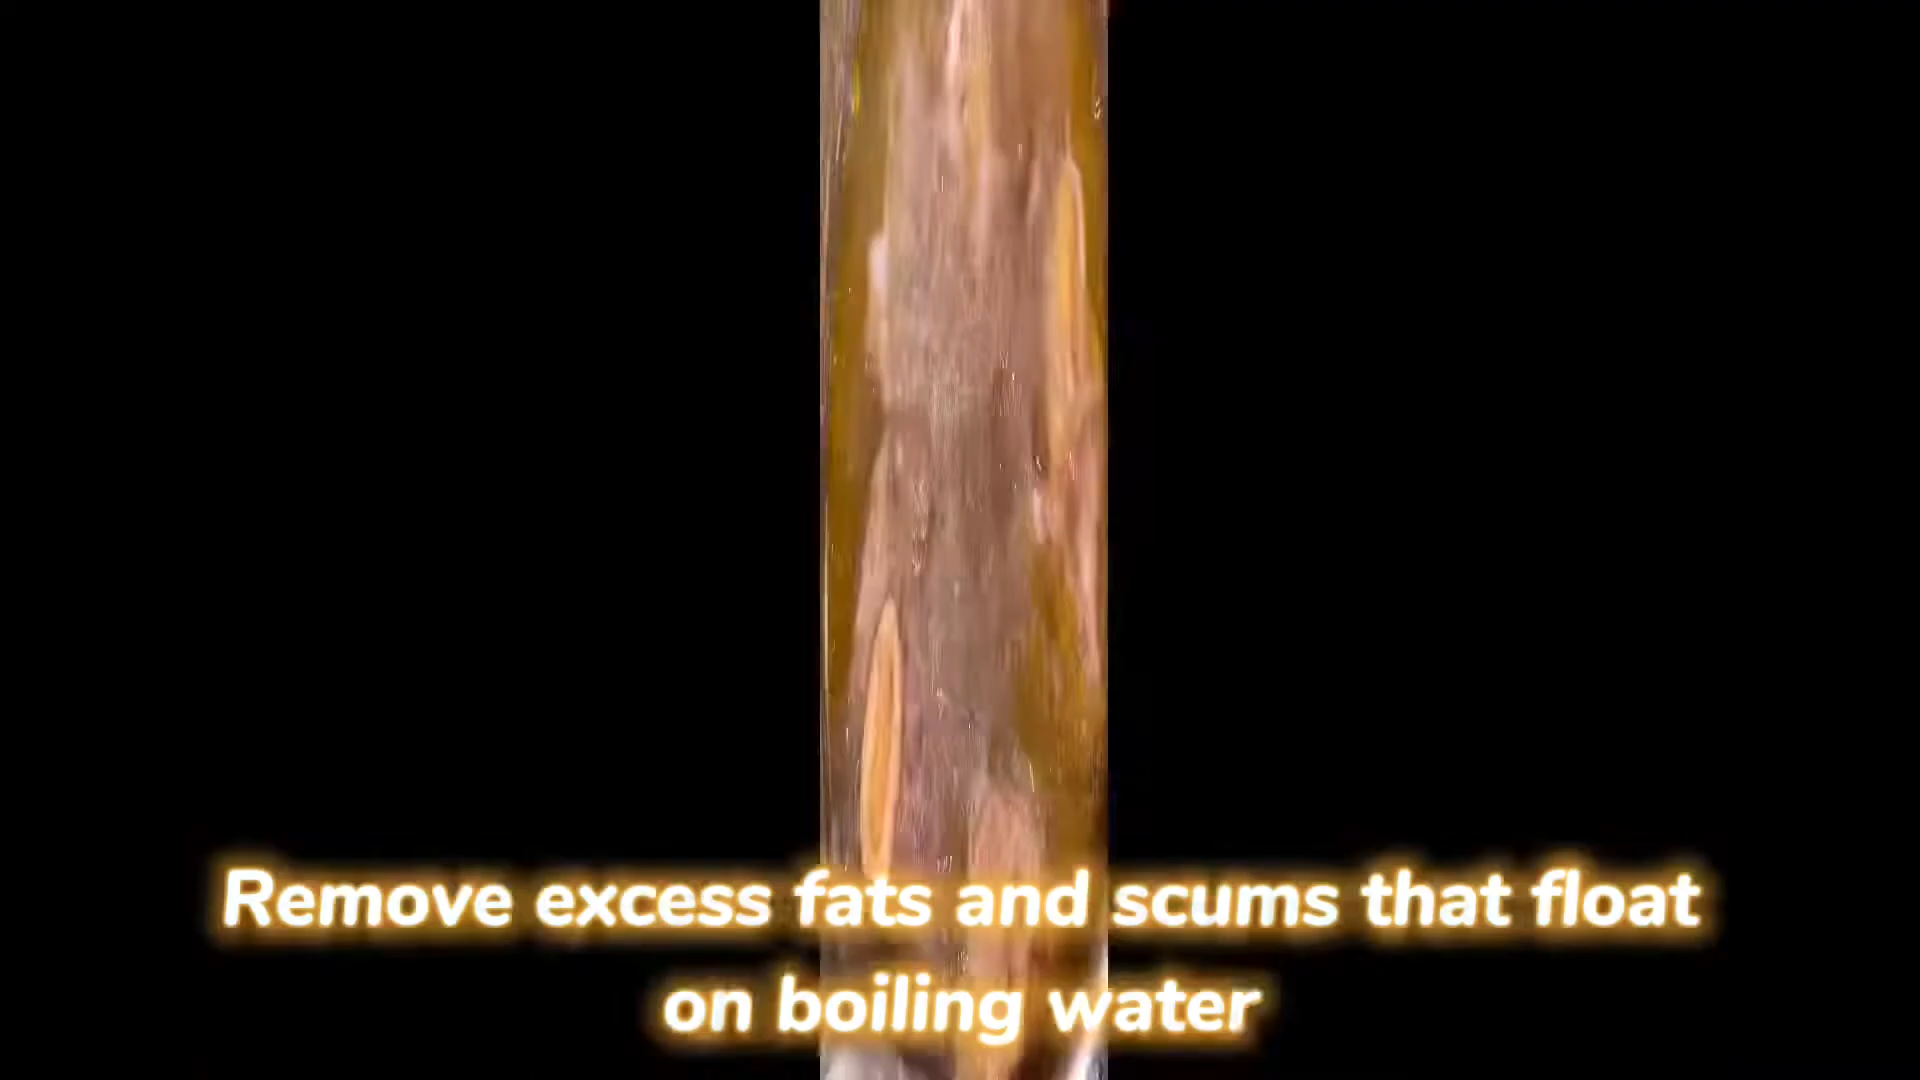 Remove excess fats and scums that float
on boiling water